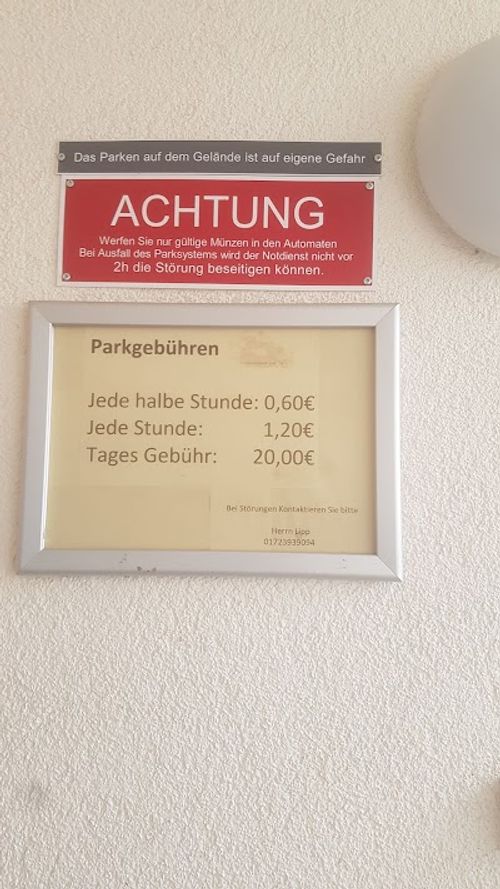 Das Parken auf dem Gelände ist auf eigene Gefahr
ACHTUNG
Werfen Sie nur gültige Münzen in den Automaten
Bei Ausfall des Parksystems wird der Notdienst nicht vor
2h die Störung beseitigen können.
Parkgebühren
Jede halbe Stunde: 0,60€
Jede Stunde: 1,20€
Tages Gebühr: 20,00€
Bei Störungen Kontaktieren Sie bitte
Herrn Lipp
01723939094